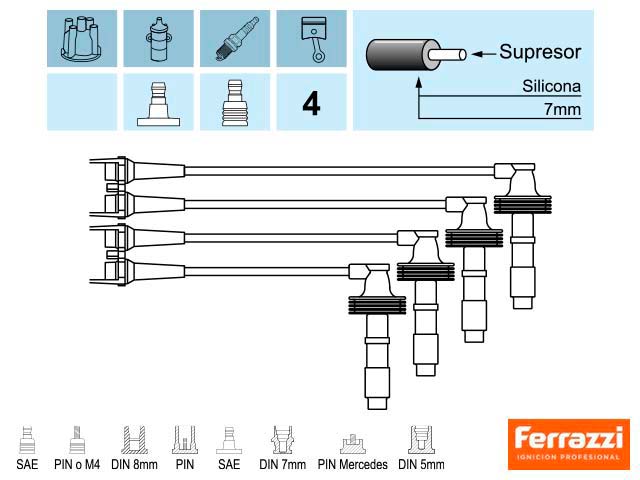 Supresor
Silicona
7mm
4
SAE PIN o M4 DIN 8mm PIN SAE DIN 7mm PIN Mercedes DIN 5mm
Ferrazzi
IGNICION PROFESIONAL